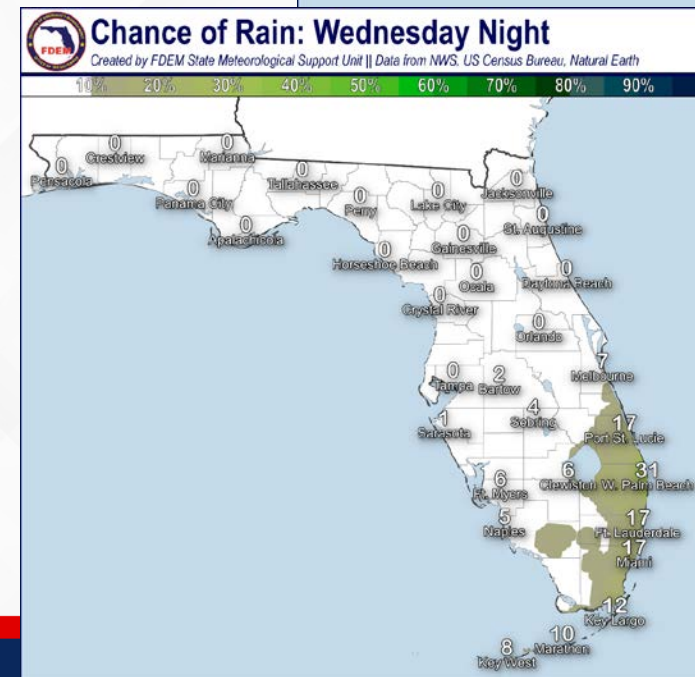 FDEM
Chance of Rain: Wednesday Night
Created by FDEM State Meteorological Support Unit || Data from NWS, US Census Bureau, Natural Earth
10% 20% 30% 40% 50% 60% 70% 80% 90%
0
Crestview
0
Marianna
0
Pensacola
0
Panama City
0
Tallahassee
0
Apalachicola
0
Perry
0
Lake City
0
Jacksonville
0
St. Augustine
0
Gainesville
0
Horseshoe Beach
0
Ocala
0
Daytona Beach
0
Crystal River
0
Orlando
7
Melbourne
0
Tampa
2
Bartow
4
Sebring
1
Sarasota
17
Port St. Lucie
6
Ft. Myers
6
Clewiston
31
W. Palm Beach
5
Naples
17
Ft. Lauderdale
17
Miami
12
Key Largo
10
Marathon
8
Key West